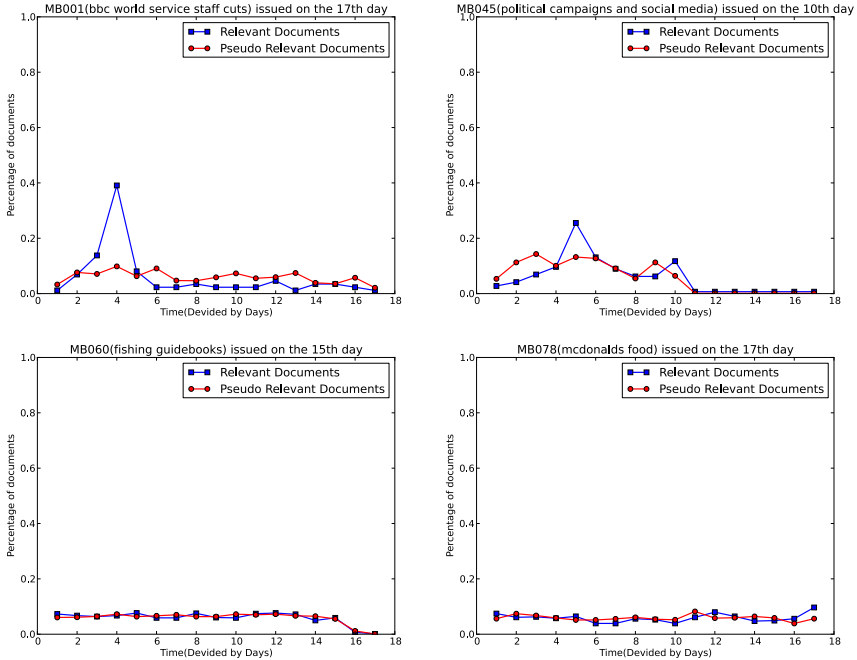 MB001(bbc world service staff cuts) issued on the 17th day
Relevant Documents
Pseudo Relevant Documents
Percentage of documents
1.0
0.8
0.6
0.4
0.2
0.0
0 2 4 6 8 10 12 14 16 18
Time(Devided by Days)
MB045(political campaigns and social media) issued on the 10th day
Relevant Documents
Pseudo Relevant Documents
Percentage of documents
1.0
0.8
0.6
0.4
0.2
0.0
0 2 4 6 8 10 12 14 16 18
Time(Devided by Days)
MB060(fishing guidebooks) issued on the 15th day
Relevant Documents
Pseudo Relevant Documents
Percentage of documents
1.0
0.8
0.6
0.4
0.2
0.0
0 2 4 6 8 10 12 14 16 18
Time(Devided by Days)
MB078(mcdonalds food) issued on the 17th day
Relevant Documents
Pseudo Relevant Documents
Percentage of documents
1.0
0.8
0.6
0.4
0.2
0.0
0 2 4 6 8 10 12 14 16 18
Time(Devided by Days)